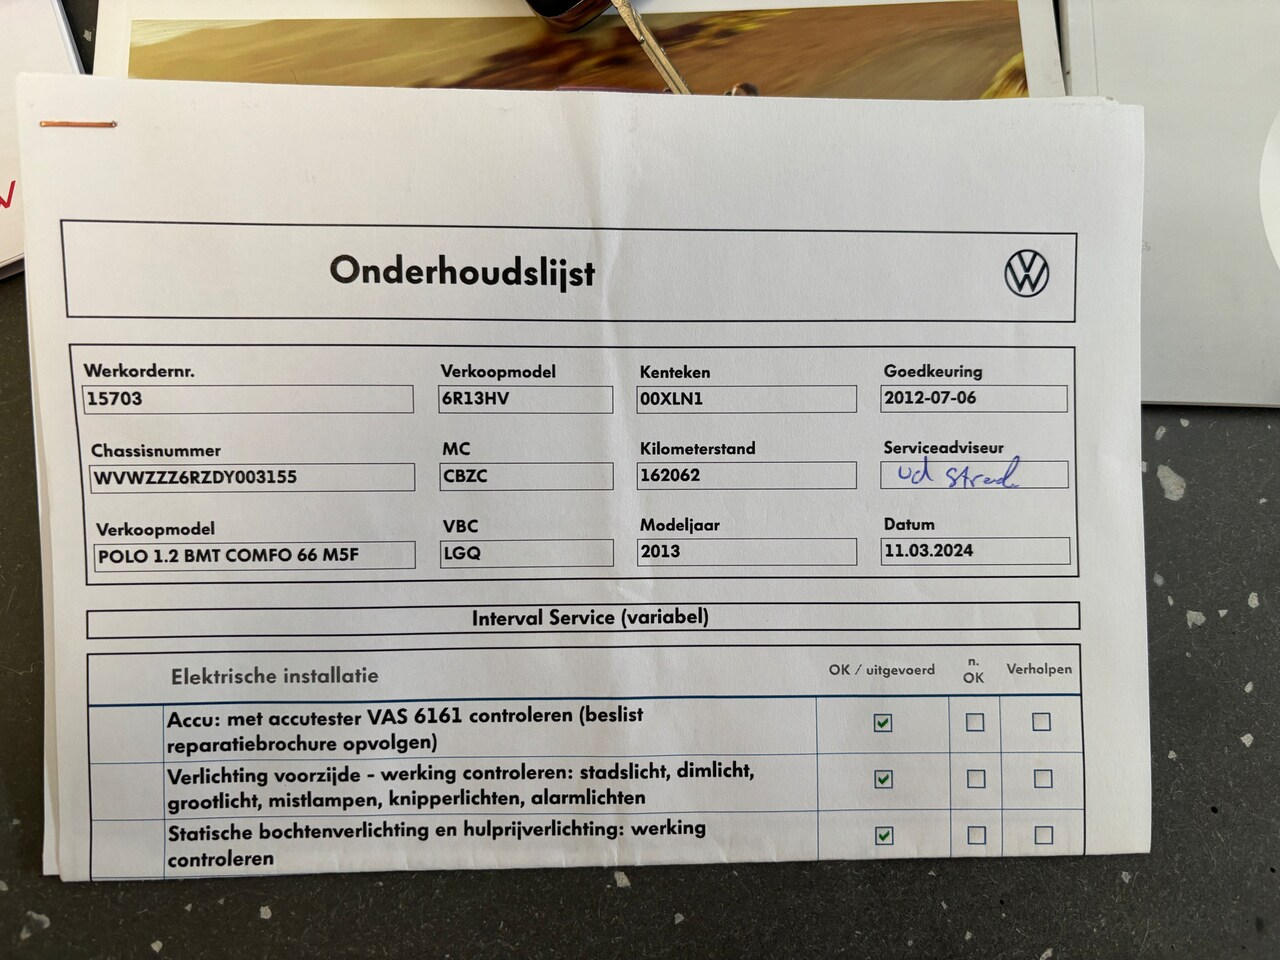 Onderhoudslijst
Werkordernr.
15703
Verkoopmodel
6R13HV
Kenteken
00XLN1
Goedkeuring
2012-07-06
Chassisnummer
WVWZZZ6RZDY003155
MC
CBZC
Kilometerstand
162062
Serviceadviseur
Verkoopmodel
POLO 1.2 BMT COMFO 66 M5F
VBC
LGQ
Modeljaar
2013
Datum
11.03.2024
Interval Service (variabel)
Elektrische installatie
OK / uitgevoerd
n.
OK
Verholpen
Accu: met accutester VAS 6161 controleren (beslist
reparatiebrochure opvolgen)
Verlichting voorzijde - werking controleren: stadslicht, dimlicht,
grootlicht, mistlampen, knipperlichten, alarmlichten
Statische bochtenverlichting en hulprijverlichting: werking
controleren